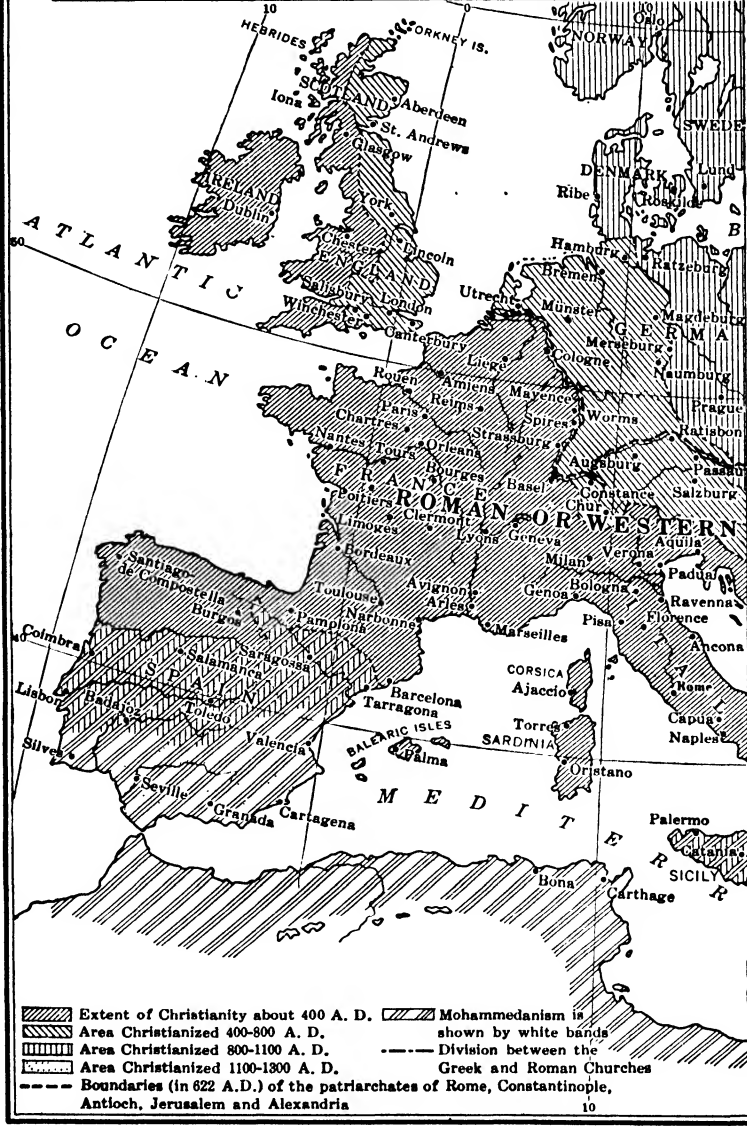 10
0
10
HEBRIDES
ORKNEY IS.
Oslo
NORWAY
SCOTLAND
Iona
Aberdeen
St. Andrews
Glasgow
SWEDE
IRELAND
Dublin
York
DENMARK
Lund
Ribe
Roskild
B
Chester
Lincoln
ENGLAND
Hamburg
Ratzeburg
Bremen
50
ATLANTIC
OCEAN
Salisbury
London
Winchester
Canterbury
Utrecht
Münster
Magdeburg
GERMA
Merseburg
Liege
Cologne
Naumburg
Rouen
Amiens
Mayence
Prague
Paris
Reims
Worms
Chartres
Spires
Ratisbon
Nantes
Tours
Orleans
Strassburg
Augsburg
Passau
FRANCE
Bourges
Basel
Constance
Salzburg
Poitiers
ROMAN OR WESTERN
Chur
Limoges
Clermont
Lyons
Geneva
Aquila
Bordeaux
Milan
Verona
Padua
Santiago
de Compostella
Toulouse
Avignon
Genoa
Bologna
Ravenna
Burgos
Pamplona
Narbonne
Arles
Marseilles
Pisa
Florence
ITAL
Ancona
40
Coimbra
Salamanca
Saragossa
SPAIN
CORSICA
Ajaccio
Rome
Lisbon
Badajoz
Toledo
Barcelona
Tarragona
Capua
Naples
Silves
Valencia
BALEARIC ISLES
Palma
Torres
SARDINIA
Oristano
Seville
Granada
Cartagena
MEDITERR
Palermo
Catania
SICILY
Bona
Carthage
Extent of Christianity about 400 A. D.
Area Christianized 400-800 A. D.
Area Christianized 800-1100 A. D.
Area Christianized 1100-1300 A. D.
Mohammedanism is
shown by white bands
Division between the
Greek and Roman Churches
Boundaries (in 622 A.D.) of the patriarchates of Rome, Constantinople,
Antioch, Jerusalem and Alexandria
10